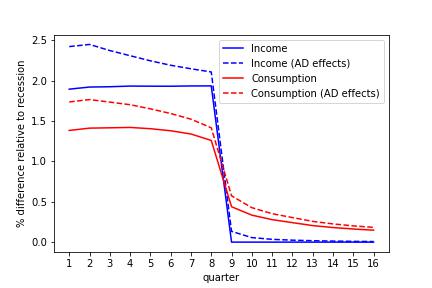 2.5
2.0
1.5
1.0
0.5
0.0
% difference relative to recession
Income
Income (AD effects)
Consumption
Consumption (AD effects)
1 2 3 4 5 6 7 8 9 10 11 12 13 14 15 16
quarter